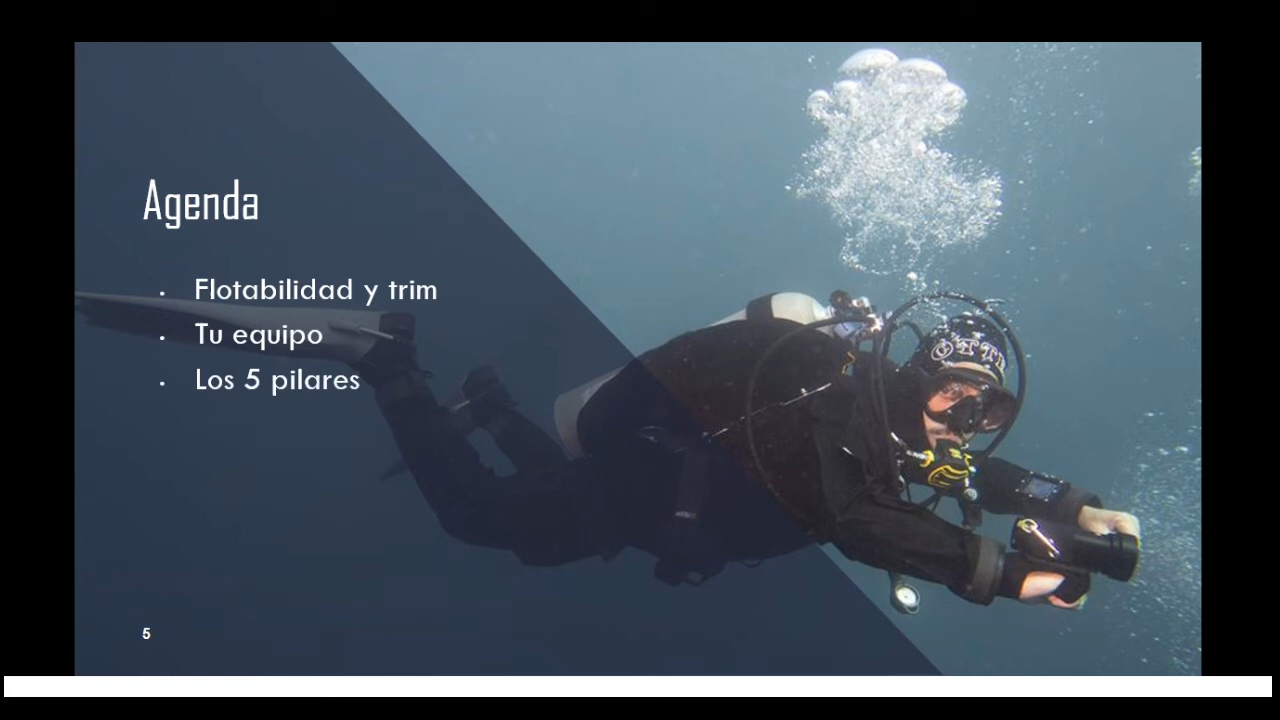 Agenda
• Flotabilidad y trim
• Tu equipo
• Los 5 pilares
5